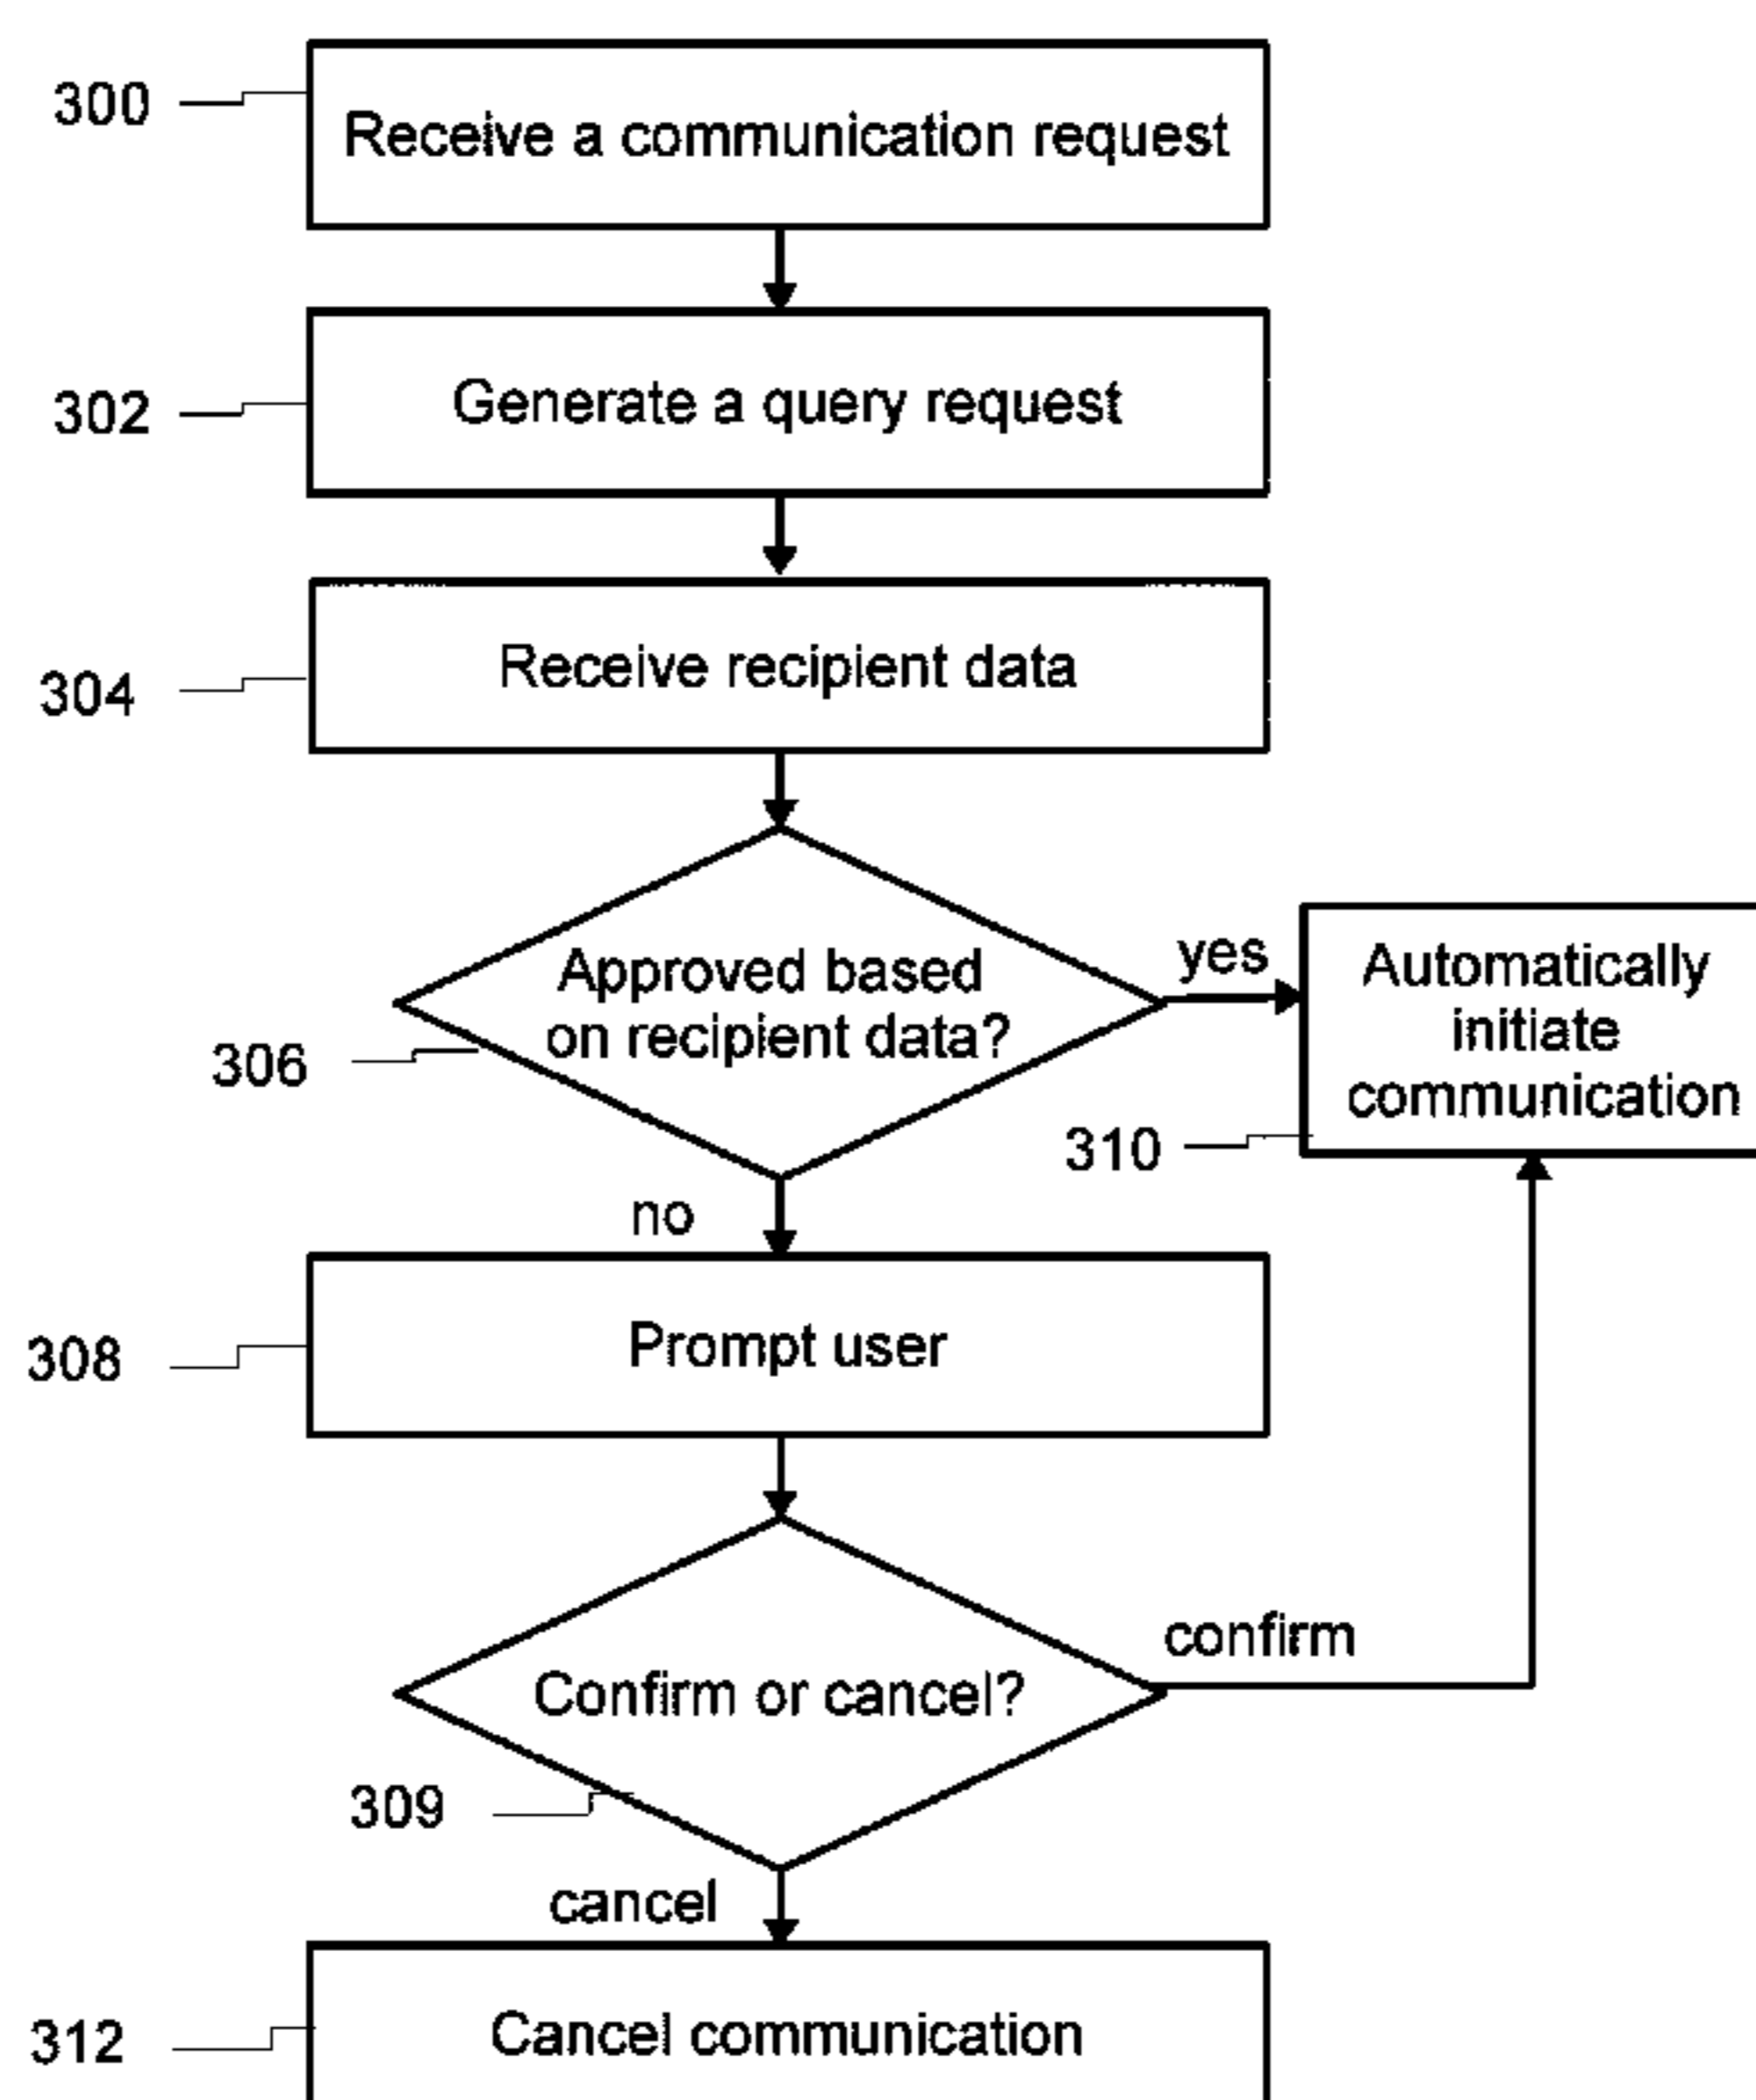 300
Receive a communication request
302
Generate a query request
304
Receive recipient data
Approved based
on recipient data?
306
yes
Automatically
initiate
communication
310
no
308
Prompt user
Confirm or cancel?
309
confirm
cancel
312
Cancel communication